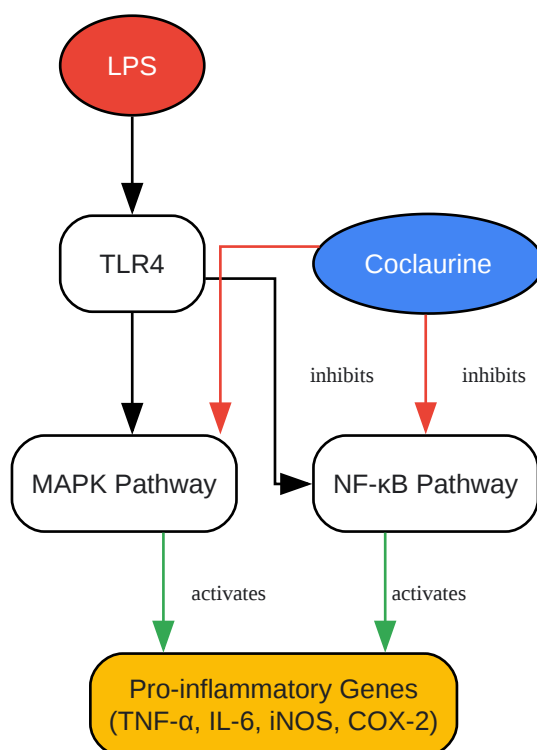 LPS
TLR4
Coclaurine
inhibits
inhibits
MAPK Pathway
NF-κB Pathway
activates
activates
Pro-inflammatory Genes
(TNF-α, IL-6, iNOS, COX-2)